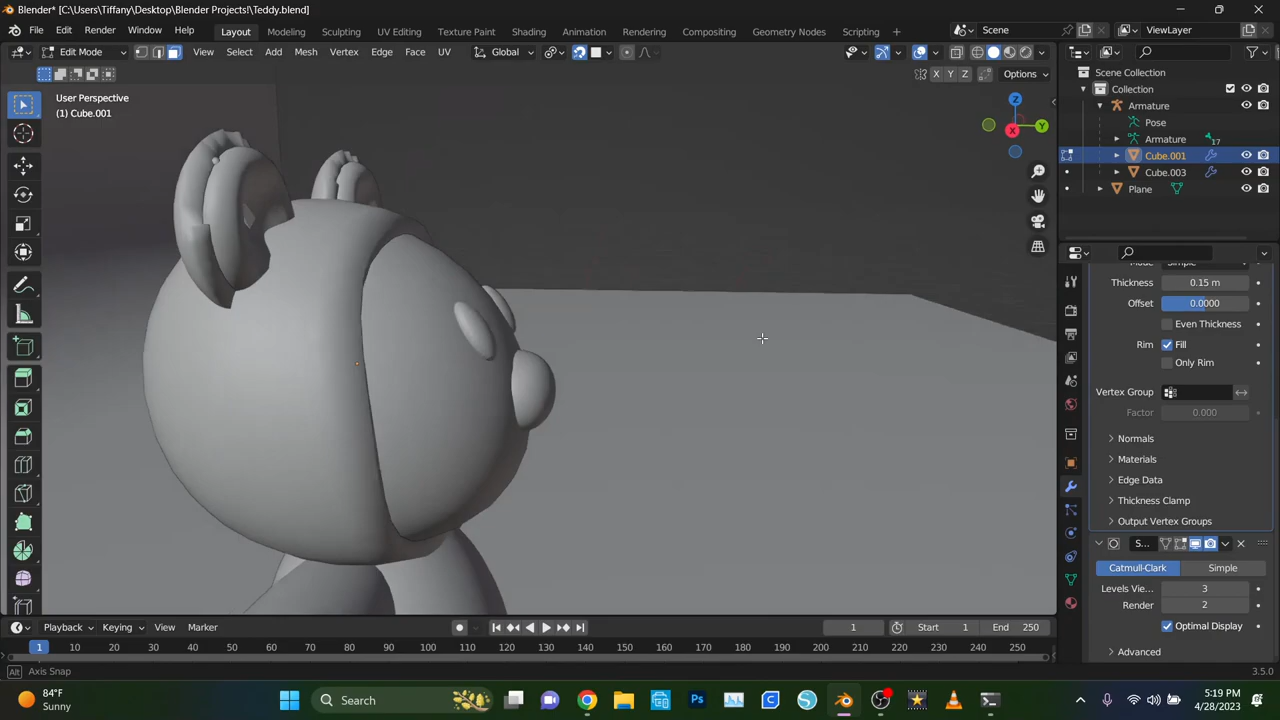 Blender* [C:\Users\Tiffany\Desktop\Blender Projects!\Teddy.blend]
File Edit Render Window Help Layout Modeling Sculpting UV Editing Texture Paint Shading Animation Rendering Compositing Geometry Nodes Scripting + Scene ViewLayer
Edit Mode View Select Add Mesh Vertex Edge Face UV Global
X Y Z Options
User Perspective
(1) Cube.001
Z
Y
X
Scene Collection
Collection
Armature
Pose
Armature 17
Cube.001
Cube.003
Plane
Mode Simple
Thickness 0.15 m
Offset 0.0000
Even Thickness
Rim Fill
Only Rim
Vertex Group
Factor 0.000
Normals
Materials
Edge Data
Thickness Clamp
Output Vertex Groups
S...
Catmull-Clark Simple
Levels Vie... 3
Render 2
Optimal Display
Advanced
Playback Keying View Marker 1 Start 1 End 250
1 10 20 30 40 50 60 70 80 90 100 110 120 130 140 150 160 170 180 190 200 210 220 230 240 250
Alt Axis Snap 3.5.0
84°F
Sunny
Search
Ps
5:19 PM
4/28/2023